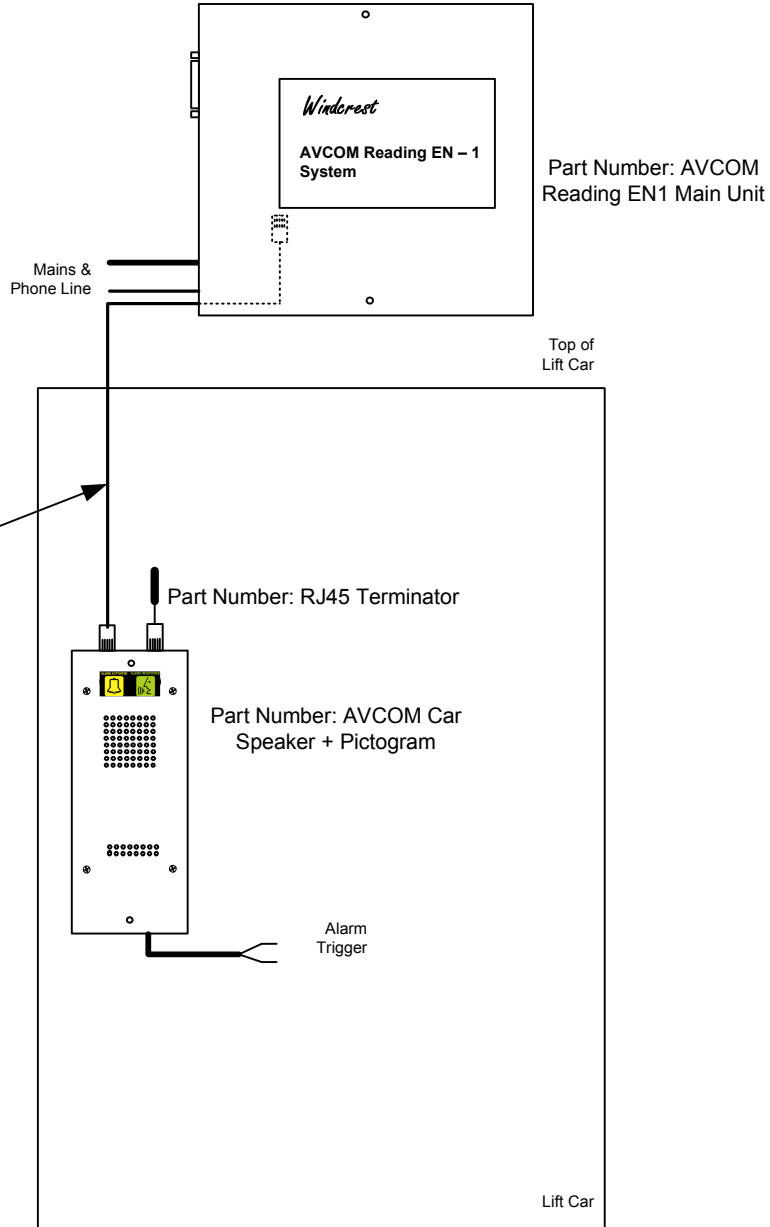 Windcrest
AVCOM Reading EN – 1
System
Part Number: AVCOM
Reading EN1 Main Unit
Mains &
Phone Line
Top of
Lift Car
Part Number: RJ45 Terminator
Part Number: AVCOM Car
Speaker + Pictogram
Alarm
Trigger
Lift Car